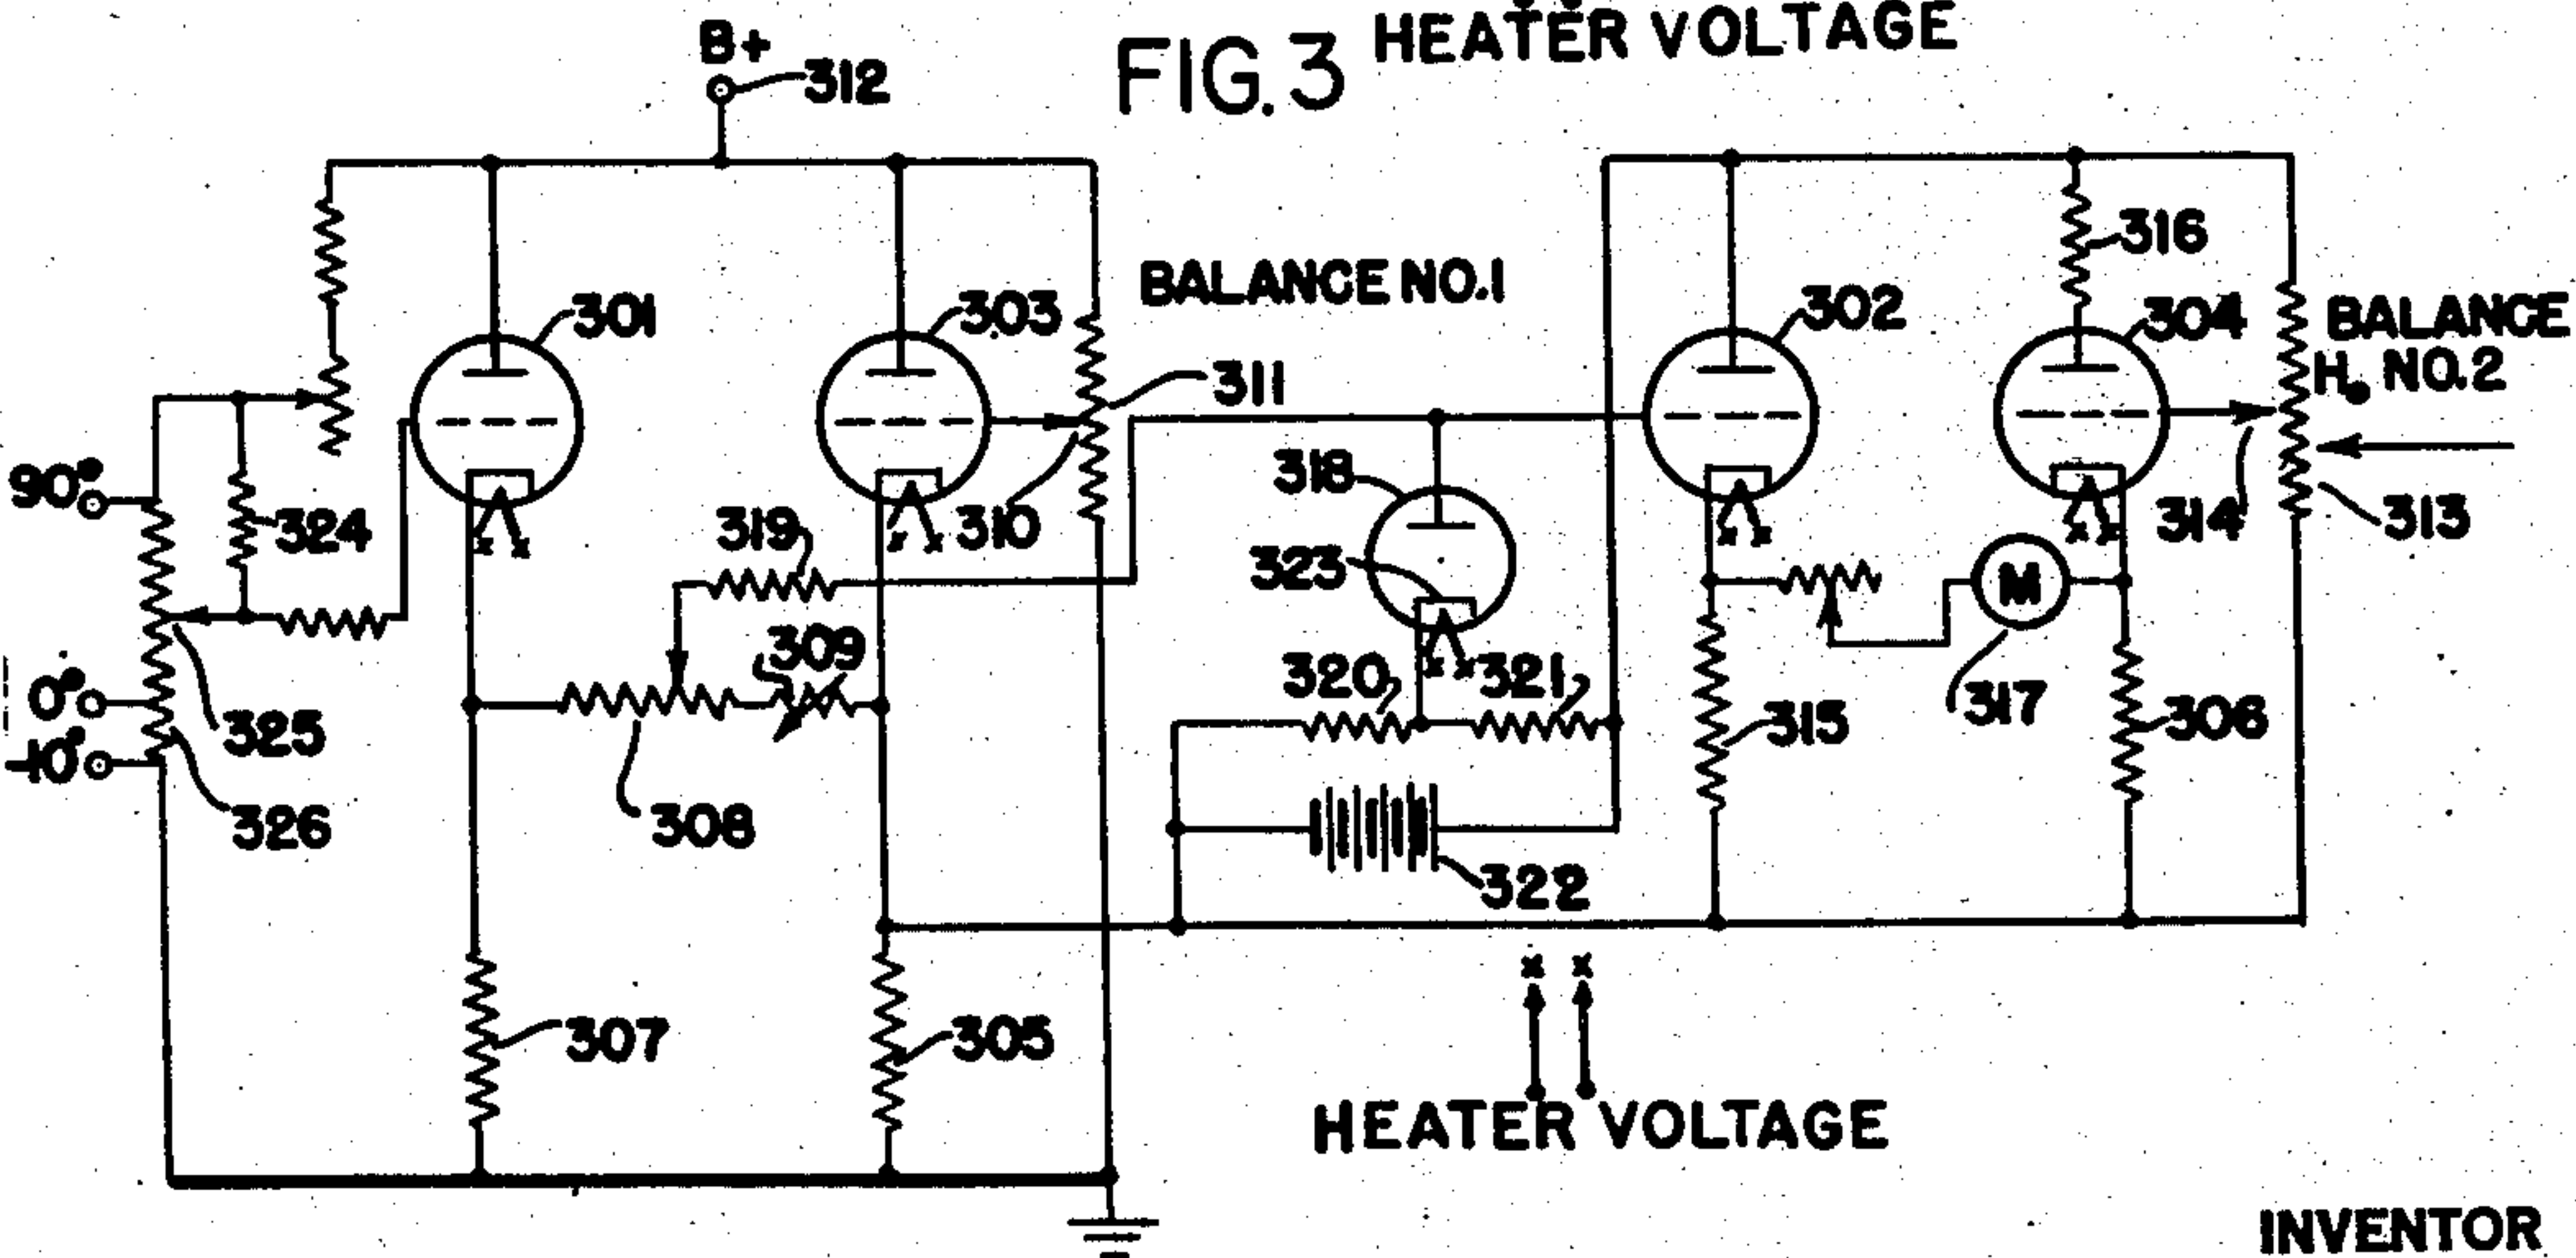 HEATER VOLTAGE
B+
312
FIG. 3
316
301
303
BALANCE NO.1
302
304
BALANCE
H. NO.2
311
90°
324
319
310
318
323
M
314
313
309
320
321
0°
325
-10°
308
317
315
306
326
322
x x
307
305
HEATER VOLTAGE
INVENTOR